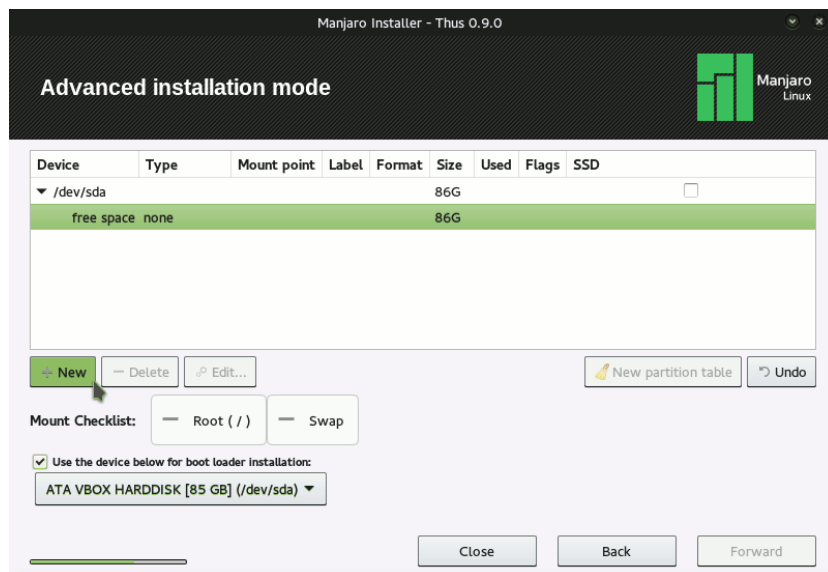 Manjaro Installer - Thus 0.9.0
Advanced installation mode
Manjaro
Linux
Device Type Mount point Label Format Size Used Flags SSD
/dev/sda 86G
free space none 86G
New Delete Edit... New partition table Undo
Mount Checklist: Root ( / ) Swap
Use the device below for boot loader installation:
ATA VBOX HARDDISK [85 GB] (/dev/sda)
Close Back Forward